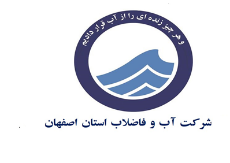 و هر چیز زنده ای را از آب قرار دادیم
شرکت آب و فاضلاب استان اصفهان